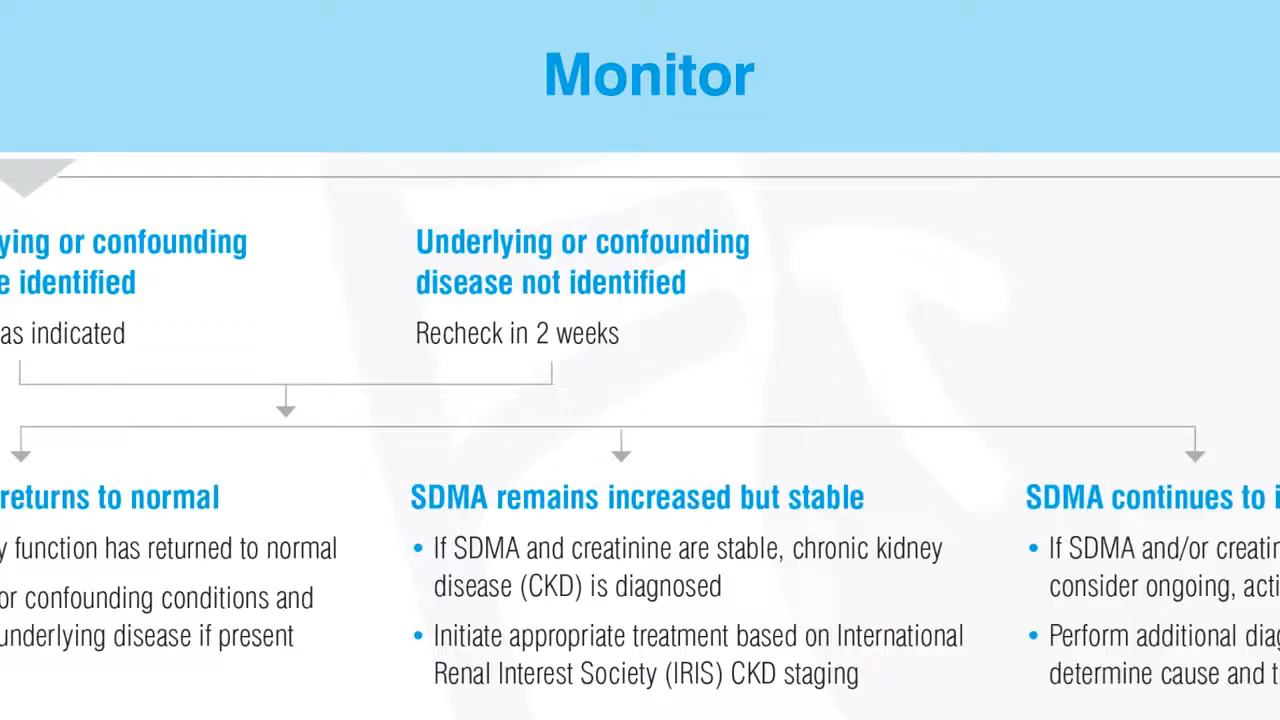 Monitor
ying or confounding
e identified
as indicated
Underlying or confounding
disease not identified
Recheck in 2 weeks
returns to normal
y function has returned to normal
or confounding conditions and
underlying disease if present
SDMA remains increased but stable
• If SDMA and creatinine are stable, chronic kidney
disease (CKD) is diagnosed
• Initiate appropriate treatment based on International
Renal Interest Society (IRIS) CKD staging
SDMA continues to i
• If SDMA and/or creatin
consider ongoing, acti
• Perform additional diag
determine cause and t